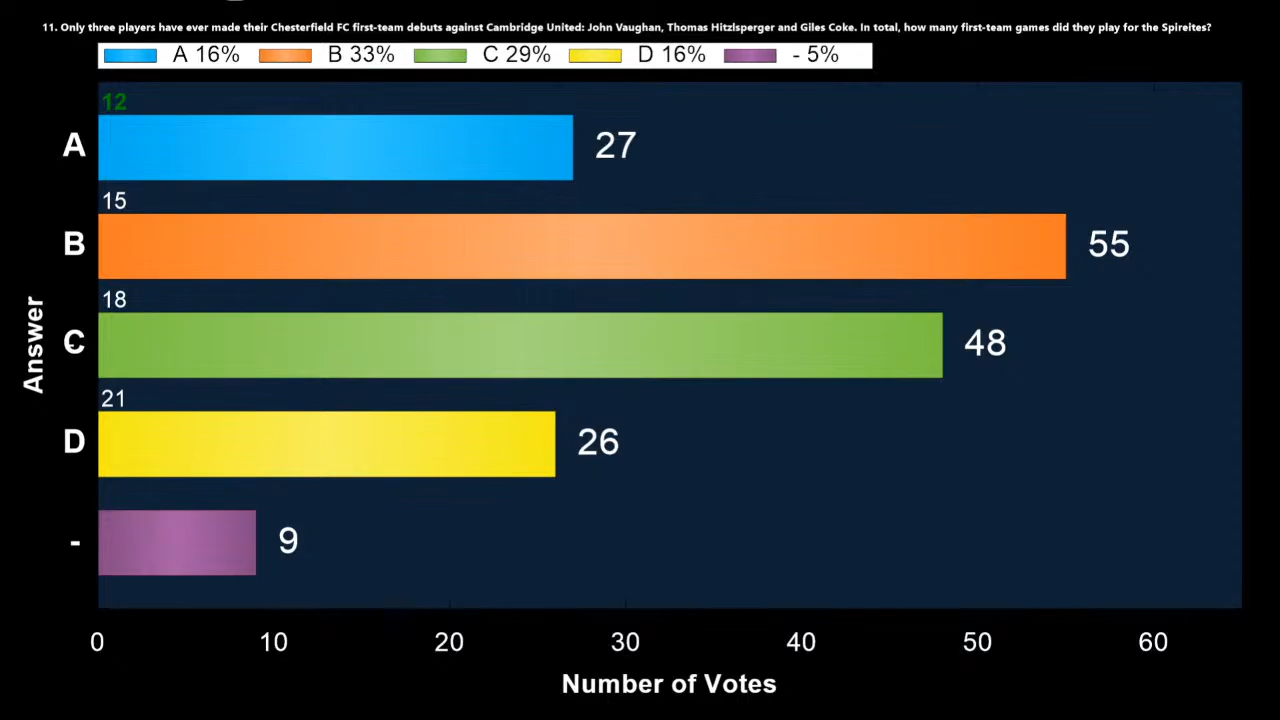 11. Only three players have ever made their Chesterfield FC first-team debuts against Cambridge United: John Vaughan, Thomas Hitzlsperger and Giles Coke. In total, how many first-team games did they play for the Spireites?
A 16% B 33% C 29% D 16% - 5%
12
A 27
15
B 55
18
C 48
21
D 26
- 9
Answer
0 10 20 30 40 50 60
Number of Votes